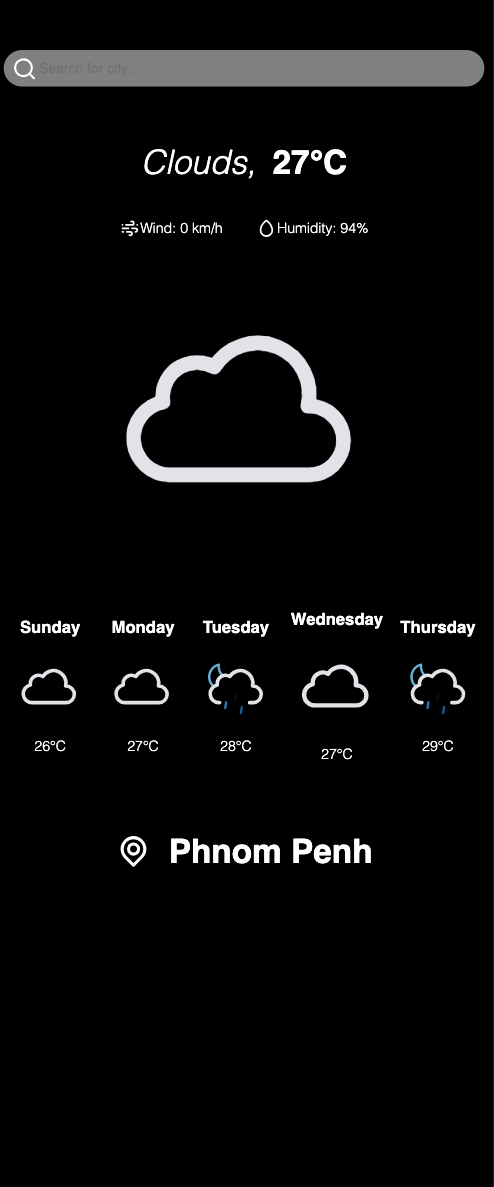 Search for city...
Clouds, 27°C
Wind: 0 km/h Humidity: 94%
Sunday Monday Tuesday Wednesday Thursday
26°C 27°C 28°C 27°C 29°C
Phnom Penh